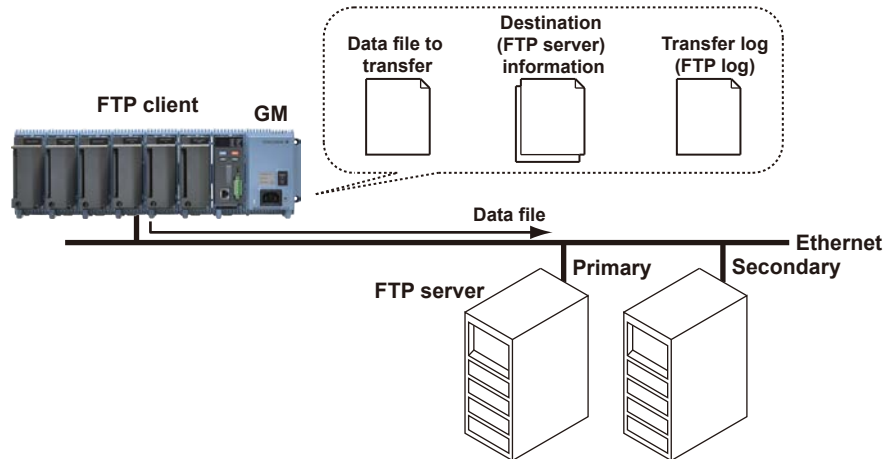 Data file to
transfer
Destination
(FTP server)
information
Transfer log
(FTP log)
FTP client
GM
Data file
Ethernet
Primary
Secondary
FTP server